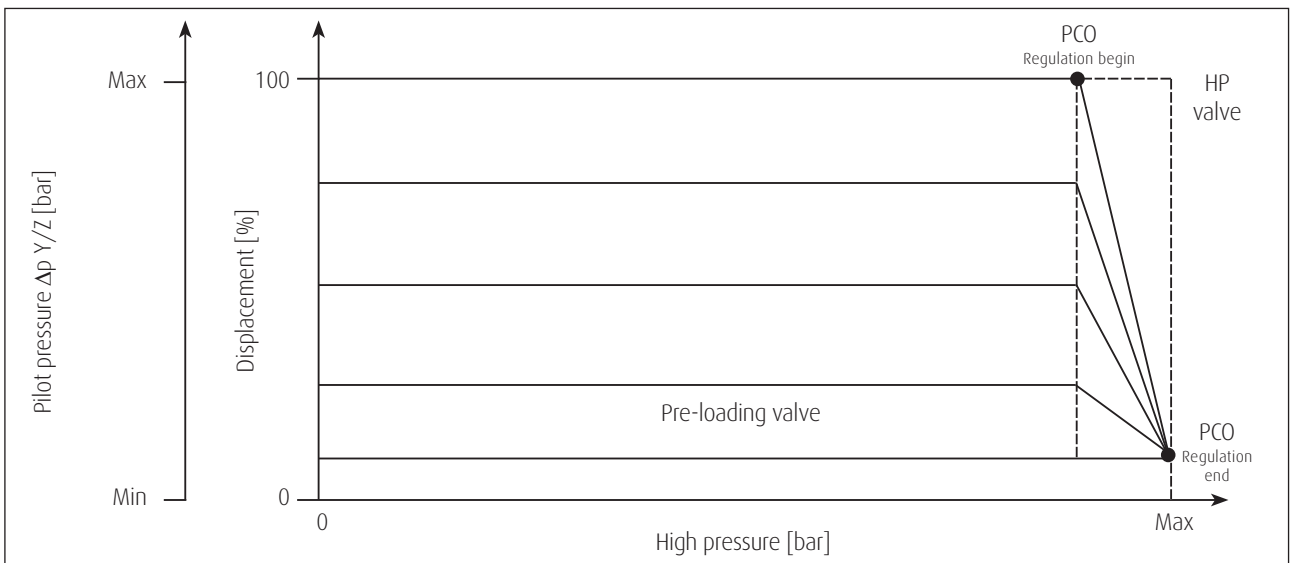 PCO
Regulation begin
Max
100
HP
valve
Pilot pressure Δp Y/Z [bar]
Displacement [%]
Pre-loading valve
PCO
Regulation
end
Min
0
0
Max
High pressure [bar]